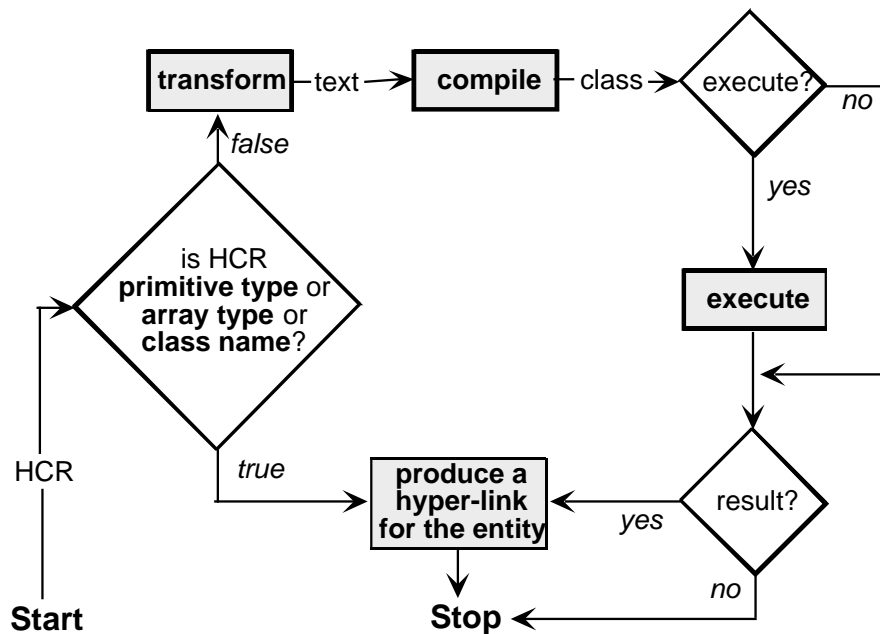 transform
text
compile
class
execute?
no
false
yes
is HCR
primitive type or
array type or
class name?
execute
HCR
true
produce a
hyper-link
for the entity
yes
result?
no
Start
Stop